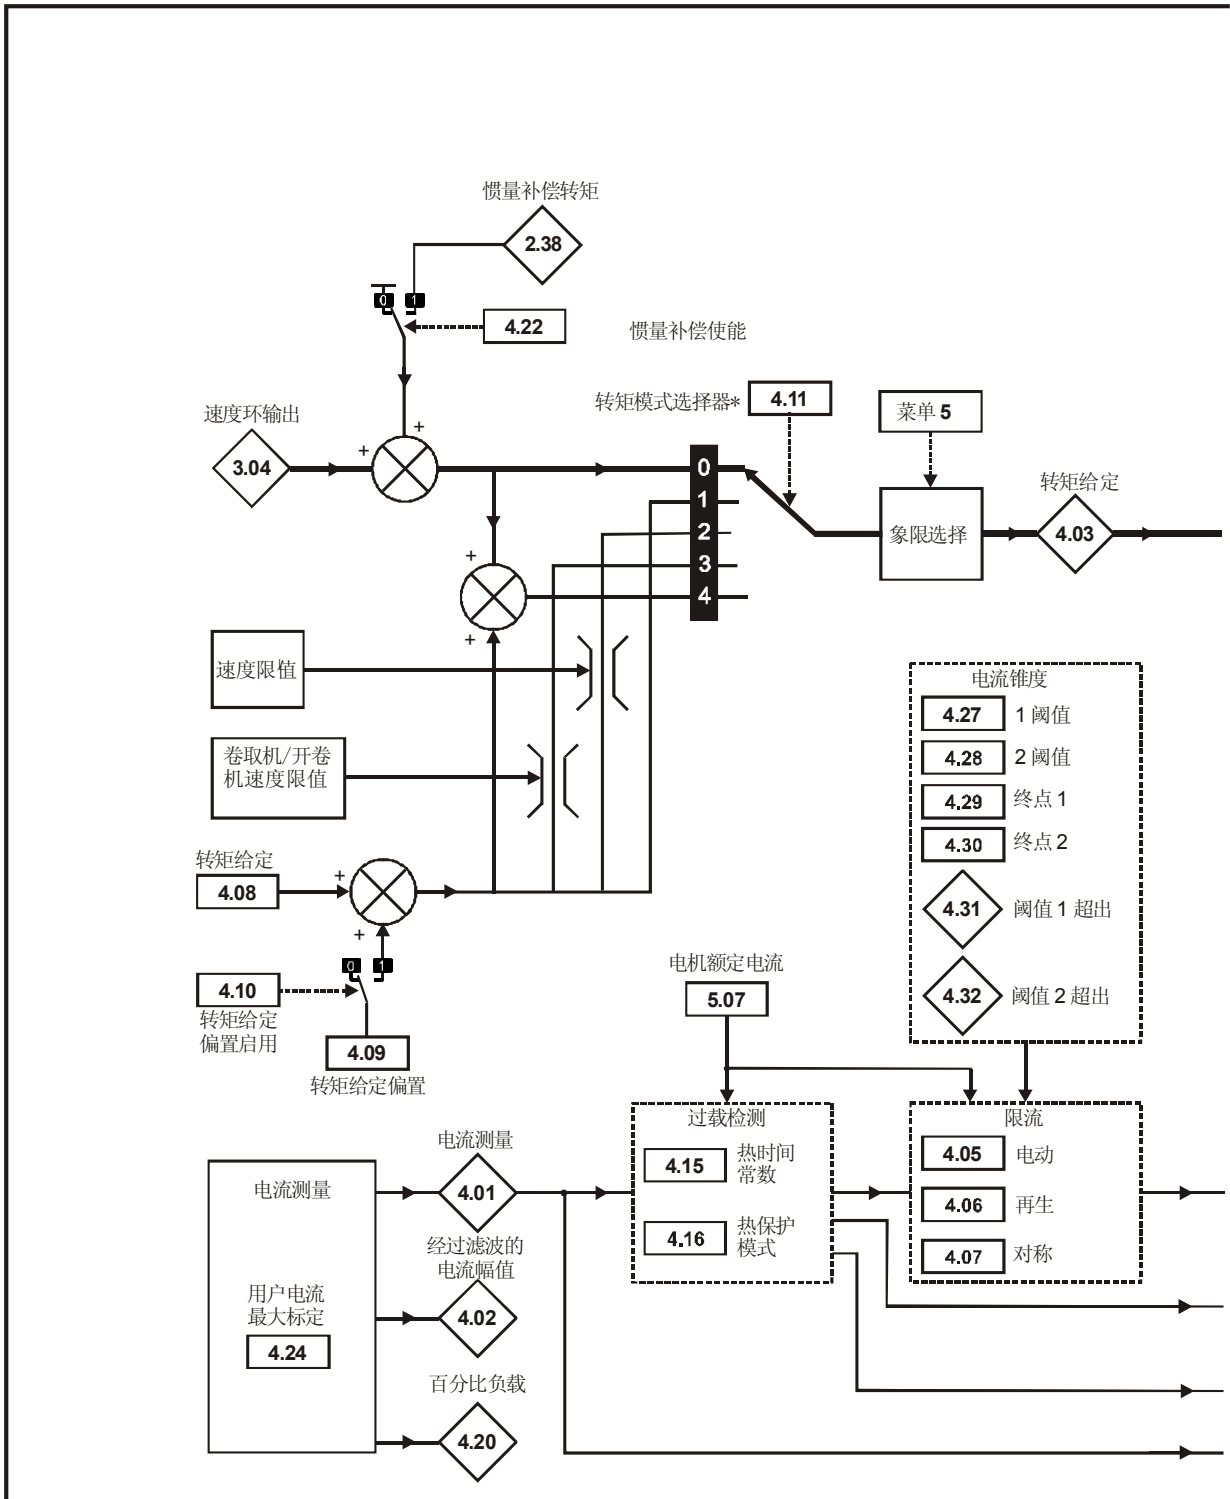 惯量补偿转矩
2.38
0 1
4.22
惯量补偿使能
转矩模式选择器*
4.11
菜单 5
速度环输出
+
+
3.04
0
1
2
3
4
象限选择
转矩给定
4.03
+
+
速度限值
卷取机/开卷
机速度限值
电流锥度
4.27 1 阈值
4.28 2 阈值
4.29 终点 1
4.30 终点 2
4.31 阈值 1 超出
4.32 阈值 2 超出
转矩给定
4.08
+
+
0 1
4.10
转矩给定
偏置启用
4.09
转矩给定偏置
电机额定电流
5.07
过载检测
4.15 热时间
常数
4.16 热保护
模式
限流
4.05 电动
4.06 再生
4.07 对称
电流测量
用户电流
最大标定
4.24
电流测量
4.01
经过滤波的
电流幅值
4.02
百分比负载
4.20